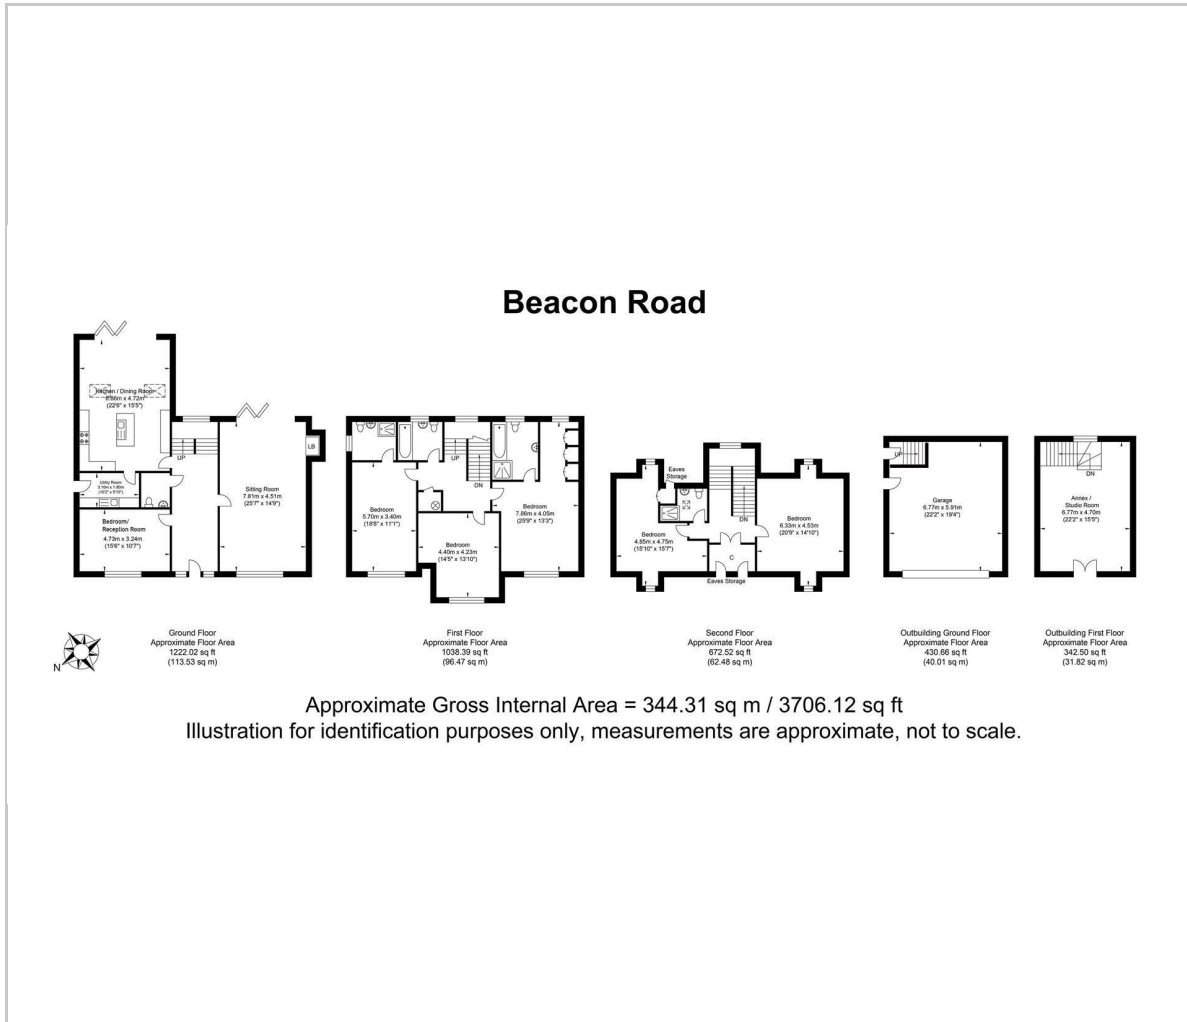 Beacon Road
Kitchen / Dining Room
6.86m x 4.72m
(22'6" x 15'5")
UP
LB
Utility Room
3.10m x 1.80m
(10'2" x 5'10")
Sitting Room
7.81m x 4.51m
(25'7" x 14'9")
Bedroom/
Reception Room
4.73m x 3.24m
(15'6" x 10'7")
UP
DN
Bedroom
5.70m x 3.40m
(18'8" x 11'1")
Bedroom
7.86m x 4.05m
(25'9" x 13'3")
Bedroom
4.40m x 4.23m
(14'5" x 13'10")
Eaves
Storage
DN
Bedroom
4.85m x 4.75m
(15'10" x 15'7")
Bedroom
6.33m x 4.53m
(20'9" x 14'10")
C
Eaves Storage
UP
Garage
6.77m x 5.91m
(22'2" x 19'4")
DN
Annex /
Studio Room
6.77m x 4.70m
(22'2" x 15'5")
N
Ground Floor
Approximate Floor Area
1222.02 sq ft
(113.53 sq m)
First Floor
Approximate Floor Area
1038.39 sq ft
(96.47 sq m)
Second Floor
Approximate Floor Area
672.52 sq ft
(62.48 sq m)
Outbuilding Ground Floor
Approximate Floor Area
430.66 sq ft
(40.01 sq m)
Outbuilding First Floor
Approximate Floor Area
342.50 sq ft
(31.82 sq m)
Approximate Gross Internal Area = 344.31 sq m / 3706.12 sq ft
Illustration for identification purposes only, measurements are approximate, not to scale.